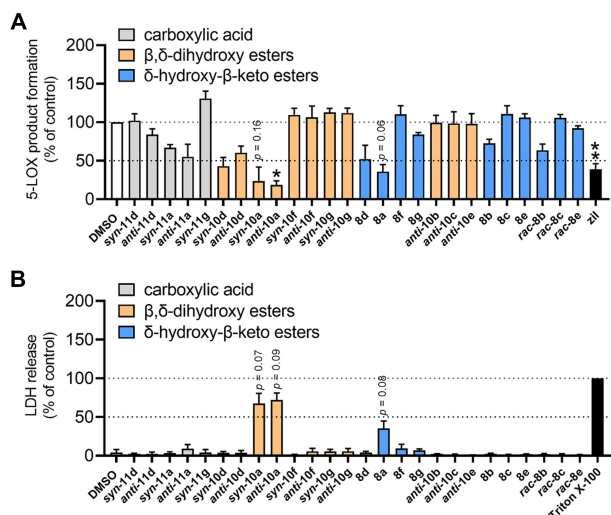 A
carboxylic acid
β,δ-dihydroxy esters
δ-hydroxy-β-keto esters
5-LOX product formation
(% of control)
200
150
100
50
0
p = 0.16
*
p = 0.06
**
DMSO
syn-11d
anti-11d
syn-11a
anti-11a
syn-11g
syn-10d
anti-10d
syn-10a
anti-10a
syn-10f
anti-10f
syn-10g
anti-10g
8d
8a
8f
8g
anti-10b
anti-10c
anti-10e
8b
8c
8e
rac-8b
rac-8c
rac-8e
zil
B
carboxylic acid
β,δ-dihydroxy esters
δ-hydroxy-β-keto esters
LDH release
(% of control)
200
150
100
50
0
p = 0.07
p = 0.09
p = 0.08
DMSO
syn-11d
anti-11d
syn-11a
anti-11a
syn-11g
syn-10d
anti-10d
syn-10a
anti-10a
syn-10f
anti-10f
syn-10g
anti-10g
8d
8a
8f
8g
anti-10b
anti-10c
anti-10e
8b
8c
8e
rac-8b
rac-8c
rac-8e
Triton X-100